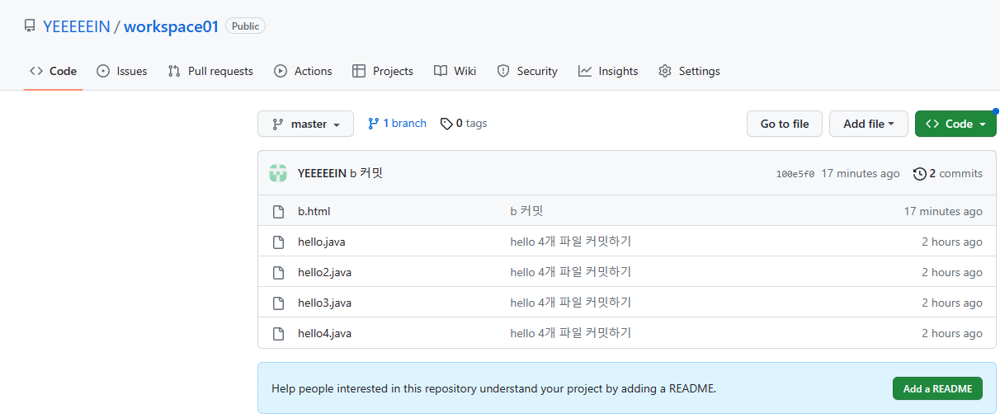 YEEEEEIN / workspace01 Public
Code Issues Pull requests Actions Projects Wiki Security Insights Settings
master 1 branch 0 tags Go to file Add file Code
YEEEEEIN b 커밋 100e5f0 17 minutes ago 2 commits
b.html b 커밋 17 minutes ago
hello.java hello 4개 파일 커밋하기 2 hours ago
hello2.java hello 4개 파일 커밋하기 2 hours ago
hello3.java hello 4개 파일 커밋하기 2 hours ago
hello4.java hello 4개 파일 커밋하기 2 hours ago
Help people interested in this repository understand your project by adding a README. Add a README